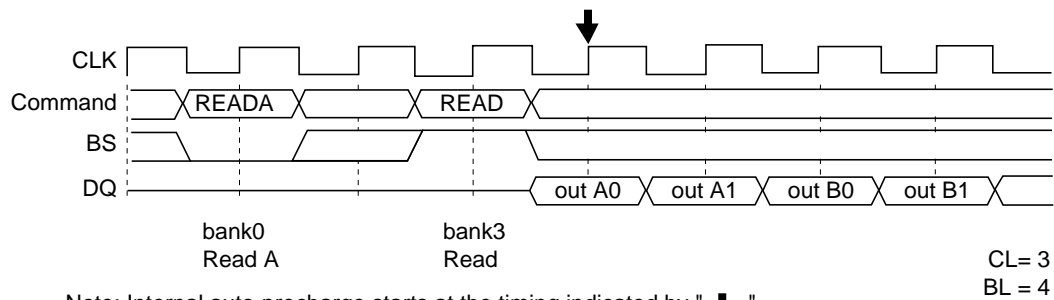 CLK
Command READA READ
BS
DQ out A0 out A1 out B0 out B1
bank0 bank3
Read A Read
CL= 3
BL = 4
Note: Internal auto-precharge starts at the timing indicated by " ".